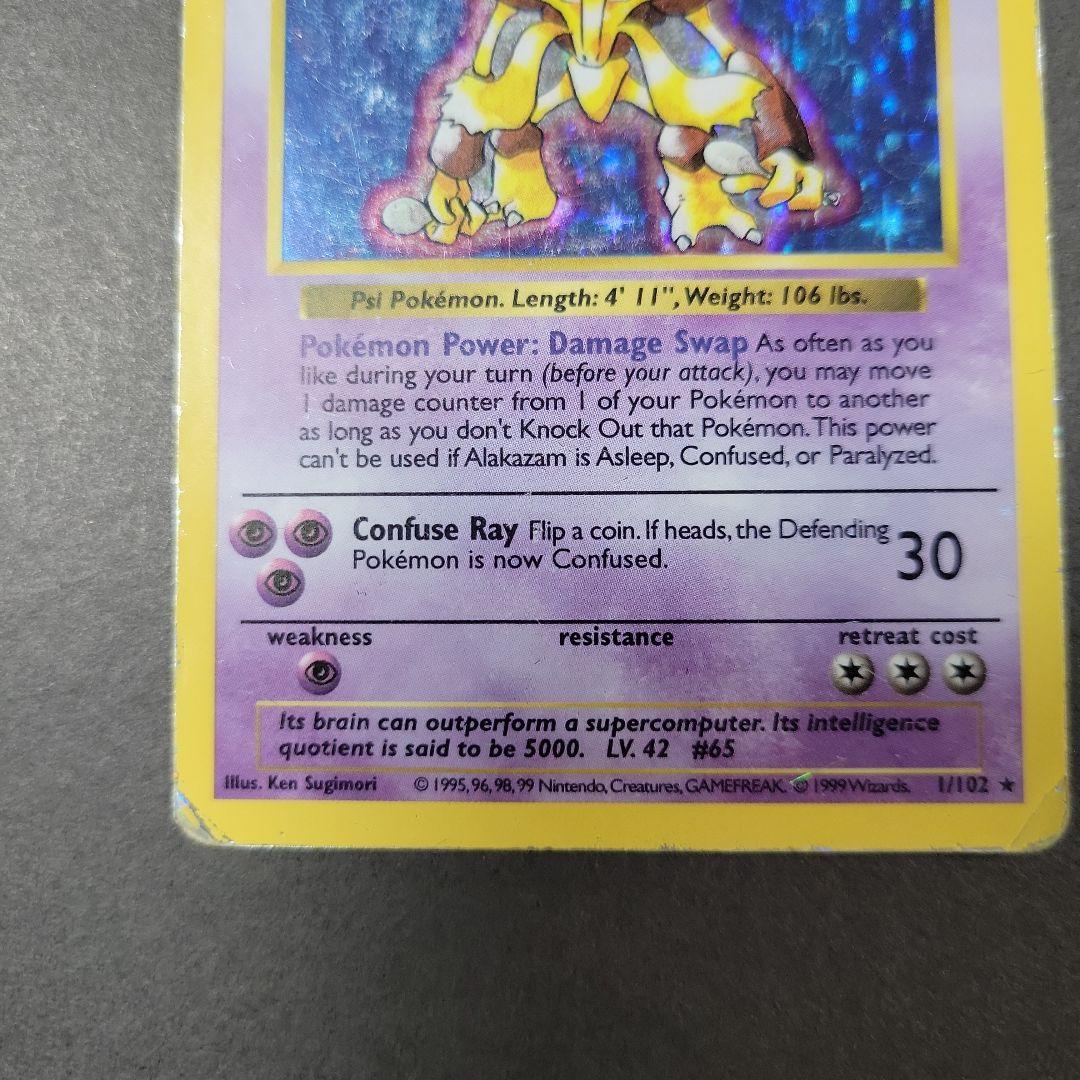 Psi Pokémon. Length: 4' 11", Weight: 106 lbs.
Pokémon Power: Damage Swap As often as you
like during your turn (before your attack), you may move
1 damage counter from 1 of your Pokémon to another
as long as you don't Knock Out that Pokémon. This power
can't be used if Alakazam is Asleep, Confused, or Paralyzed.
Confuse Ray Flip a coin. If heads, the Defending
Pokémon is now Confused.
30
weakness resistance retreat cost
Its brain can outperform a supercomputer. Its intelligence
quotient is said to be 5000. LV. 42 #65
Illus. Ken Sugimori © 1995, 96, 98, 99 Nintendo, Creatures, GAMEFREAK. © 1999 Wizards. 1/102 ★